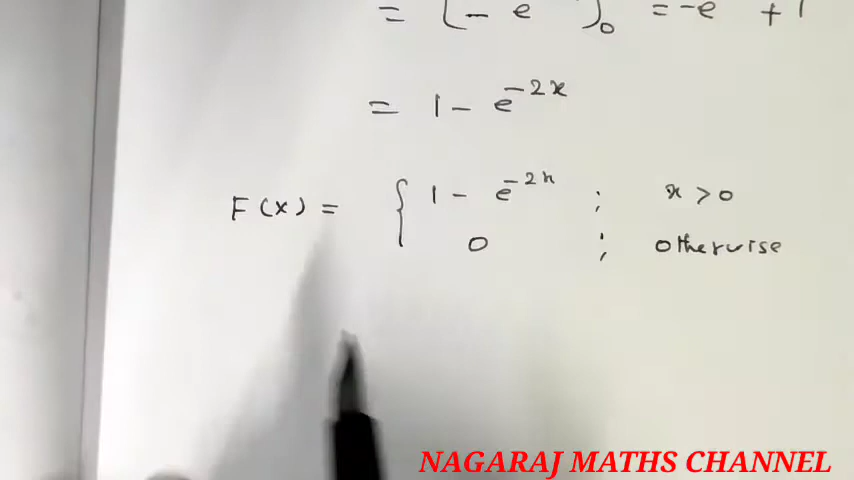 = [ - e ]₀ = -e + 1
= 1 - e^{-2x}
F(x) = { 1 - e^{-2x} ; x > 0
0 ; otherwise
NAGARAJ MATHS CHANNEL